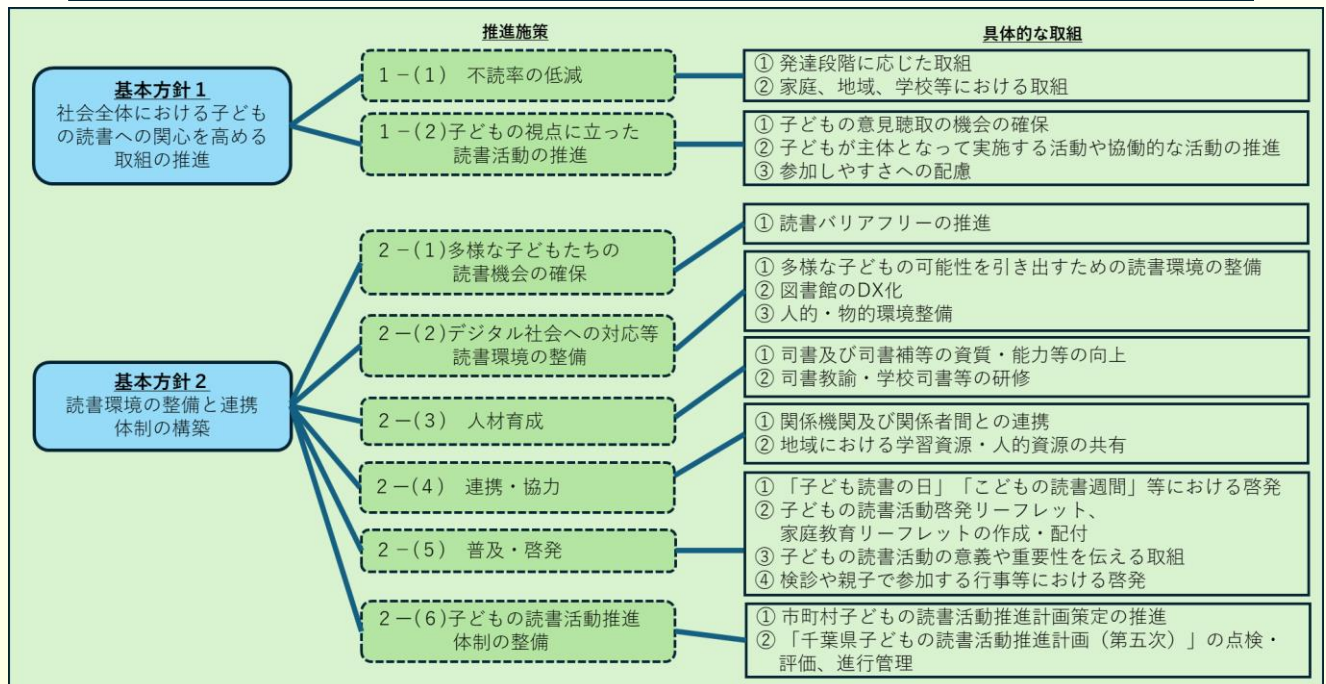 推進施策
具体的な取組
基本方針1
社会全体における子ども
の読書への関心を高める
取組の推進
1－(1)　不読率の低減
① 発達段階に応じた取組
② 家庭、地域、学校等における取組
1－(2)子どもの視点に立った
読書活動の推進
① 子どもの意見聴取の機会の確保
② 子どもが主体となって実施する活動や協働的な活動の推進
③ 参加しやすさへの配慮
基本方針２
読書環境の整備と連携
体制の構築
2－(1)多様な子どもたちの
読書機会の確保
① 読書バリアフリーの推進
2－(2)デジタル社会への対応等
読書環境の整備
① 多様な子どもの可能性を引き出すための読書環境の整備
② 図書館のDX化
③ 人的・物的環境整備
2－(3)　人材育成
① 司書及び司書補等の資質・能力等の向上
② 司書教諭・学校司書等の研修
2－(4)　連携・協力
① 関係機関及び関係者間との連携
② 地域における学習資源・人的資源の共有
2－(5)　普及・啓発
① 「子ども読書の日」「こどもの読書週間」等における啓発
② 子どもの読書活動啓発リーフレット、
家庭教育リーフレットの作成・配付
③ 子どもの読書活動の意義や重要性を伝える取組
④ 検診や親子で参加する行事等における啓発
2－(6)子どもの読書活動推進
体制の整備
① 市町村子どもの読書活動推進計画策定の推進
② 「千葉県子どもの読書活動推進計画（第五次）」の点検・
評価、進行管理